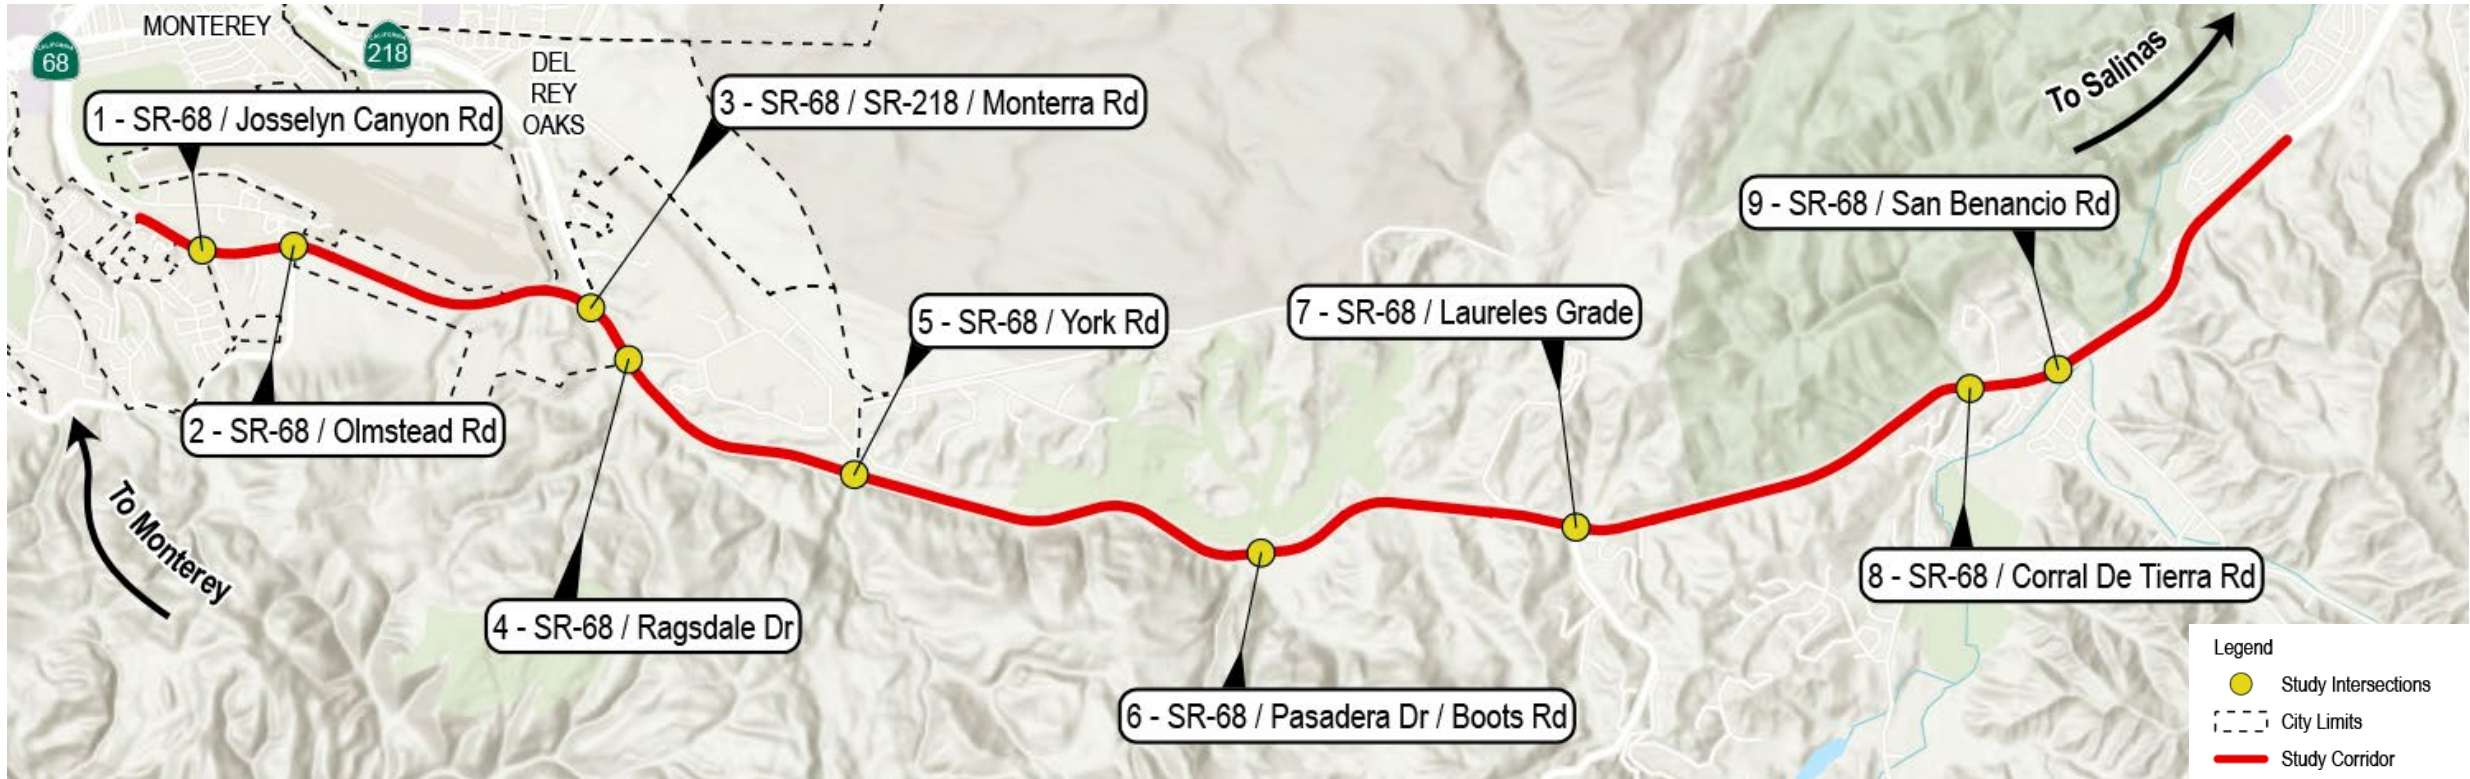 MONTEREY
CALIFORNIA
68
CALIFORNIA
218
DEL
REY
OAKS
1 - SR-68 / Josselyn Canyon Rd
3 - SR-68 / SR-218 / Monterra Rd
To Salinas
9 - SR-68 / San Benancio Rd
5 - SR-68 / York Rd
7 - SR-68 / Laureles Grade
2 - SR-68 / Olmstead Rd
To Monterey
4 - SR-68 / Ragsdale Dr
8 - SR-68 / Corral De Tierra Rd
6 - SR-68 / Pasadera Dr / Boots Rd
Legend
Study Intersections
City Limits
Study Corridor